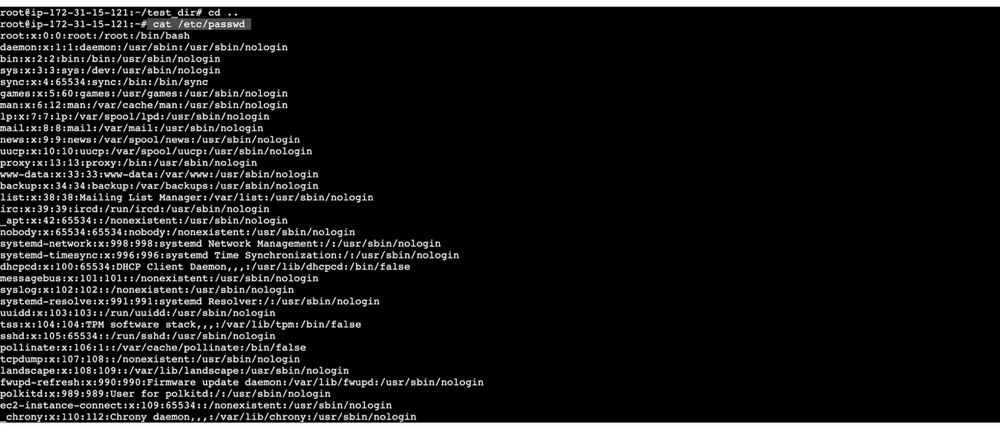 root@ip-172-31-15-121:~/test_dir# cd ..
root@ip-172-31-15-121:~# cat /etc/passwd
root:x:0:0:root:/root:/bin/bash
daemon:x:1:1:daemon:/usr/sbin:/usr/sbin/nologin
bin:x:2:2:bin:/bin:/usr/sbin/nologin
sys:x:3:3:sys:/dev:/usr/sbin/nologin
sync:x:4:65534:sync:/bin:/bin/sync
games:x:5:60:games:/usr/games:/usr/sbin/nologin
man:x:6:12:man:/var/cache/man:/usr/sbin/nologin
lp:x:7:7:lp:/var/spool/lpd:/usr/sbin/nologin
mail:x:8:8:mail:/var/mail:/usr/sbin/nologin
news:x:9:9:news:/var/spool/news:/usr/sbin/nologin
uucp:x:10:10:uucp:/var/spool/uucp:/usr/sbin/nologin
proxy:x:13:13:proxy:/bin:/usr/sbin/nologin
www-data:x:33:33:www-data:/var/www:/usr/sbin/nologin
backup:x:34:34:backup:/var/backups:/usr/sbin/nologin
list:x:38:38:Mailing List Manager:/var/list:/usr/sbin/nologin
irc:x:39:39:ircd:/run/ircd:/usr/sbin/nologin
_apt:x:42:65534::/nonexistent:/usr/sbin/nologin
nobody:x:65534:65534:nobody:/nonexistent:/usr/sbin/nologin
systemd-network:x:998:998:systemd Network Management:/:/usr/sbin/nologin
systemd-timesync:x:996:996:systemd Time Synchronization:/:/usr/sbin/nologin
dhcpcd:x:100:65534:DHCP Client Daemon,,,:/usr/lib/dhcpcd:/bin/false
messagebus:x:101:101::/nonexistent:/usr/sbin/nologin
syslog:x:102:102::/nonexistent:/usr/sbin/nologin
systemd-resolve:x:991:991:systemd Resolver:/:/usr/sbin/nologin
uuidd:x:103:103::/run/uuidd:/usr/sbin/nologin
tss:x:104:104:TPM software stack,,,:/var/lib/tpm:/bin/false
sshd:x:105:65534::/run/sshd:/usr/sbin/nologin
pollinate:x:106:1::/var/cache/pollinate:/bin/false
tcpdump:x:107:108::/nonexistent:/usr/sbin/nologin
landscape:x:108:109::/var/lib/landscape:/usr/sbin/nologin
fwupd-refresh:x:990:990:Firmware update daemon:/var/lib/fwupd:/usr/sbin/nologin
polkitd:x:989:989:User for polkitd:/:/usr/sbin/nologin
ec2-instance-connect:x:109:65534::/nonexistent:/usr/sbin/nologin
_chrony:x:110:112:Chrony daemon,,,:/var/lib/chrony:/usr/sbin/nologin